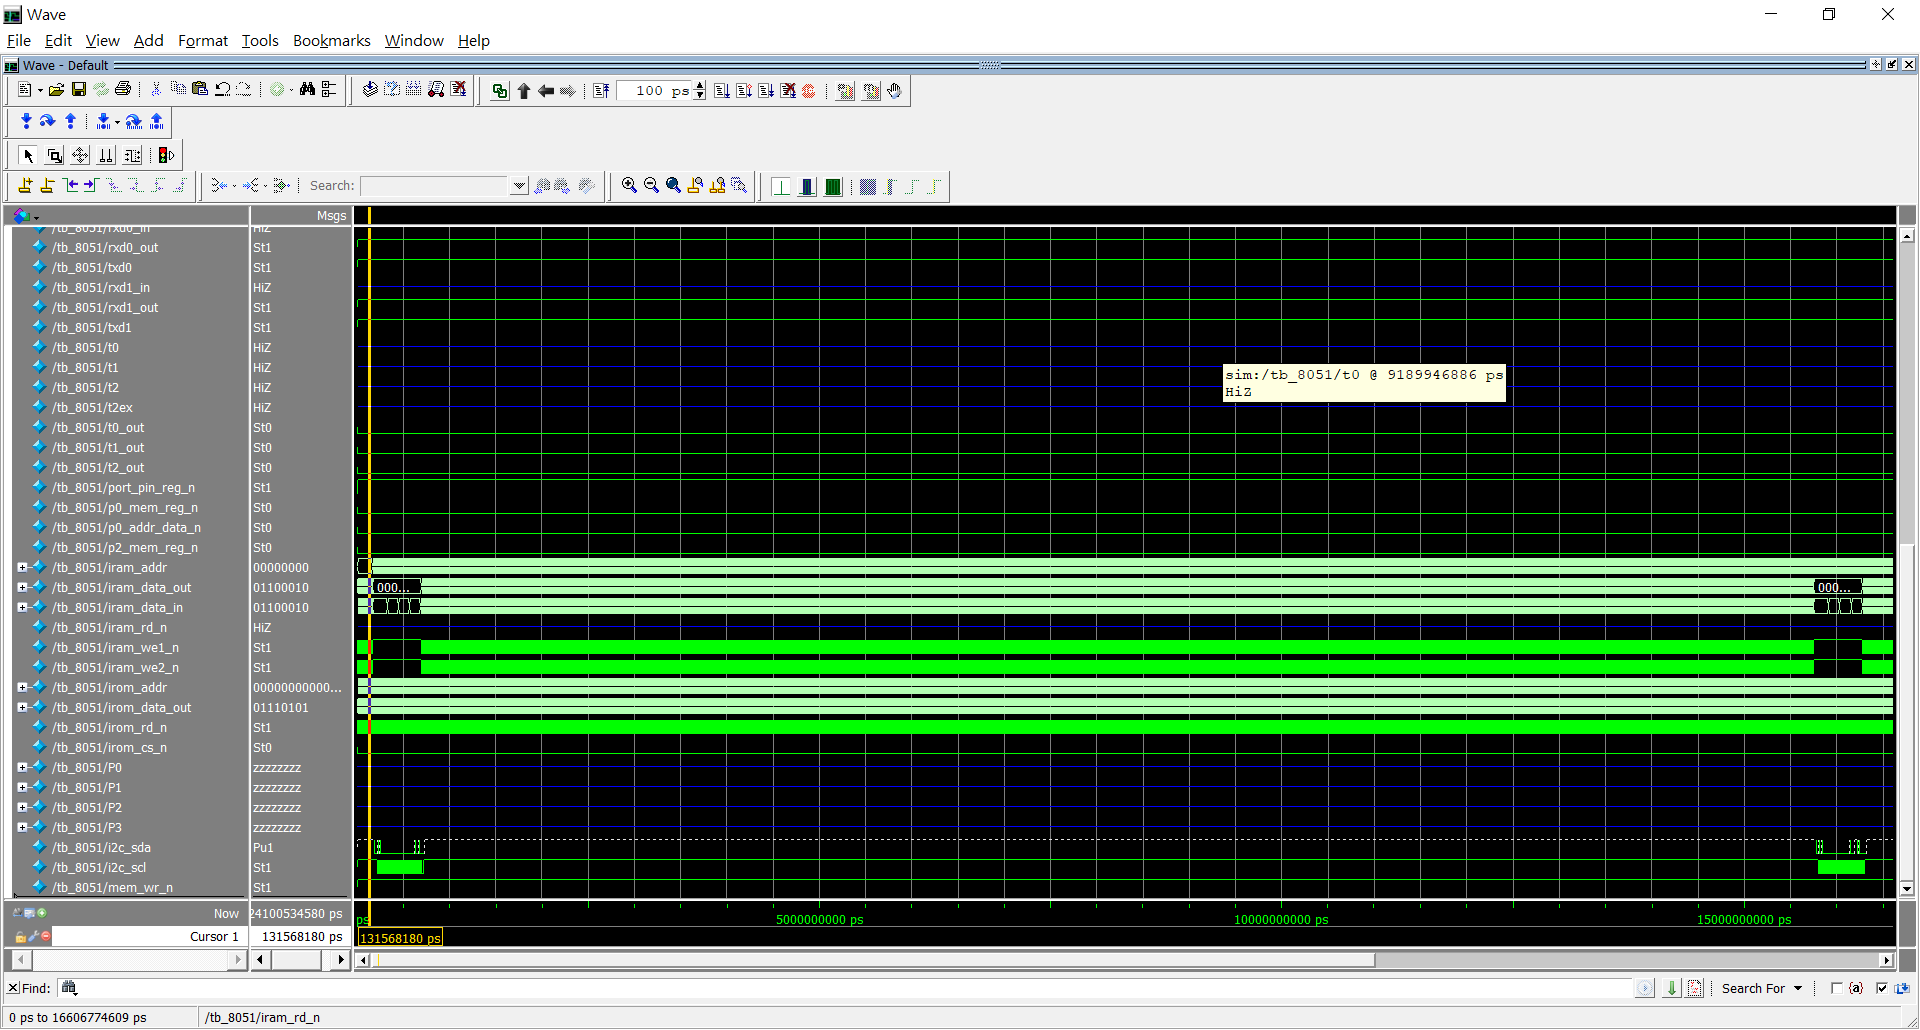 Wave
File Edit View Add Format Tools Bookmarks Window Help
Wave - Default
100 ps
Search:
Msgs
/tb_8051/rxd0_in HiZ
/tb_8051/rxd0_out St1
/tb_8051/txd0 St1
/tb_8051/rxd1_in HiZ
/tb_8051/rxd1_out St1
/tb_8051/txd1 St1
/tb_8051/t0 HiZ
/tb_8051/t1 HiZ
sim:/tb_8051/t0 @ 9189946886 ps
HiZ
/tb_8051/t2 HiZ
/tb_8051/t2ex HiZ
/tb_8051/t0_out St0
/tb_8051/t1_out St0
/tb_8051/t2_out St0
/tb_8051/port_pin_reg_n St1
/tb_8051/p0_mem_reg_n St0
/tb_8051/p0_addr_data_n St0
/tb_8051/p2_mem_reg_n St0
/tb_8051/iram_addr 00000000
/tb_8051/iram_data_out 01100010 000... 000...
/tb_8051/iram_data_in 01100010
/tb_8051/iram_rd_n HiZ
/tb_8051/iram_we1_n St1
/tb_8051/iram_we2_n St1
/tb_8051/irom_addr 00000000000...
/tb_8051/irom_data_out 01110101
/tb_8051/irom_rd_n St1
/tb_8051/irom_cs_n St0
/tb_8051/P0 zzzzzzzz
/tb_8051/P1 zzzzzzzz
/tb_8051/P2 zzzzzzzz
/tb_8051/P3 zzzzzzzz
/tb_8051/i2c_sda Pu1
/tb_8051/i2c_scl St1
/tb_8051/mem_wr_n St1
Now 24100534580 ps ps 5000000000 ps 10000000000 ps 15000000000 ps
Cursor 1 131568180 ps 131568180 ps
Find: Search For {a}
0 ps to 16606774609 ps /tb_8051/iram_rd_n